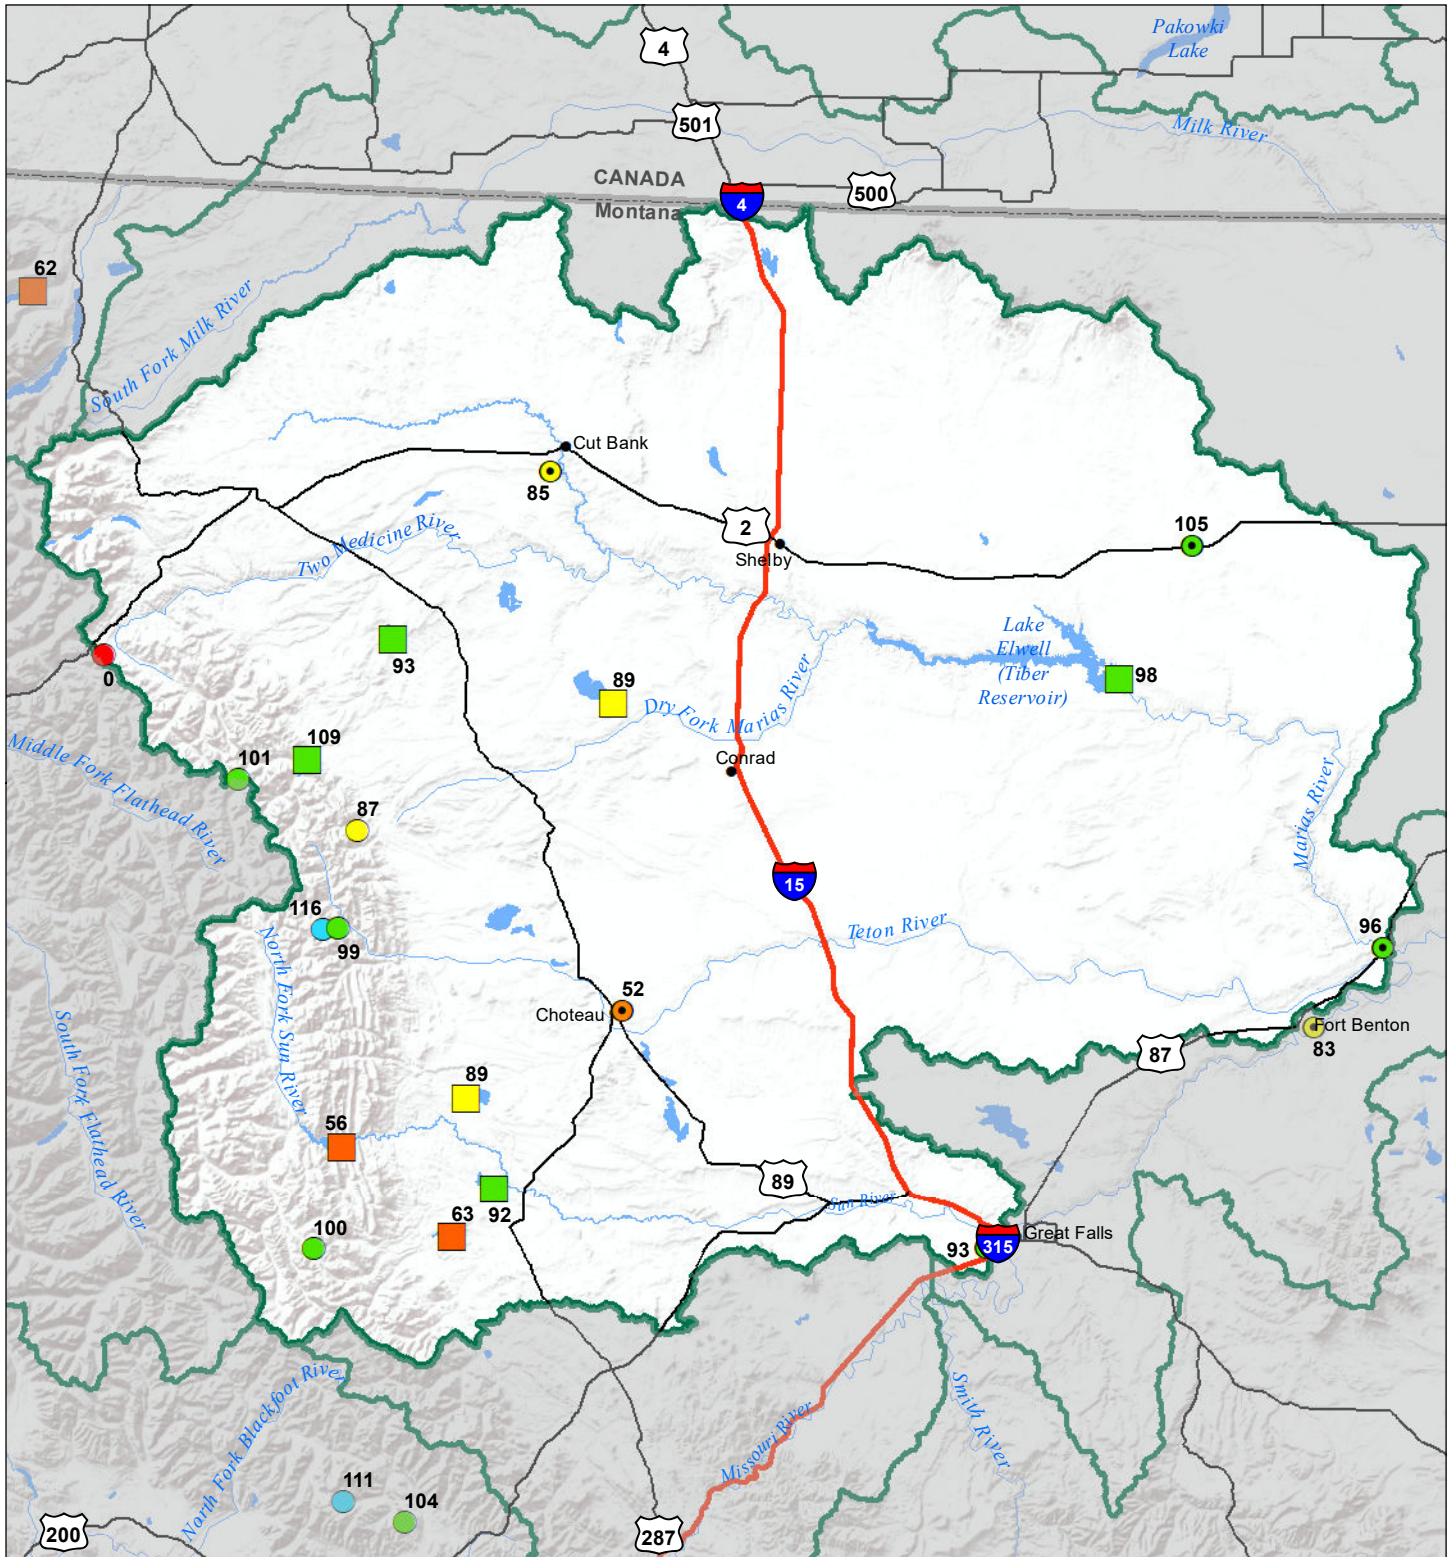 Pakowki
Lake
4
501
Milk River
CANADA
500
4
Montana
62
South Fork Milk River
Cut Bank
85
2
105
Two Medicine River
Shelby
Lake
Elwell
(Tiber
Reservoir)
93
0
98
89
Dry Fork Marias River
109
Middle Fork Flathead River
101
Conrad
Marias River
87
15
116
99
North Fork Sun River
Teton River
96
52
Choteau
Fort Benton
83
87
South Fork Flathead River
89
56
89
92
Sun River
63
100
93
315
Great Falls
North Fork Blackfoot River
Missouri River
Smith River
111
104
200
287